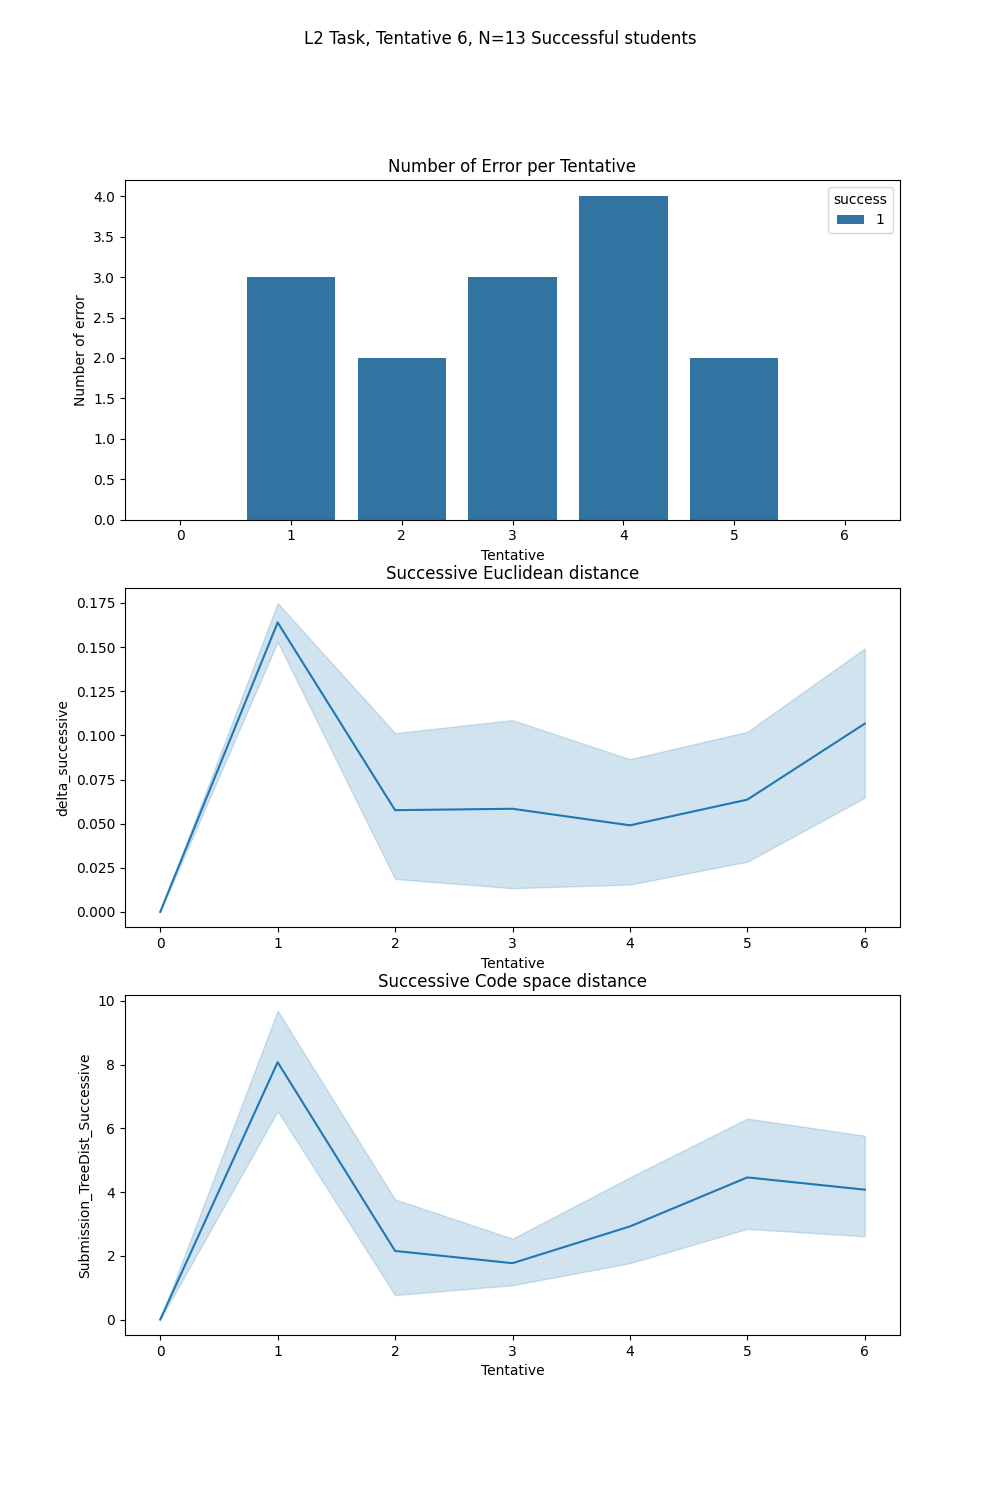 L2 Task, Tentative 6, N=13 Successful students
Number of Error per Tentative
success
1
Number of error
4.0
3.5
3.0
2.5
2.0
1.5
1.0
0.5
0.0
0 1 2 3 4 5 6
Tentative
Successive Euclidean distance
delta_successive
0.175
0.150
0.125
0.100
0.075
0.050
0.025
0.000
0 1 2 3 4 5 6
Tentative
Successive Code space distance
Submission_TreeDist_Successive
10
8
6
4
2
0
0 1 2 3 4 5 6
Tentative